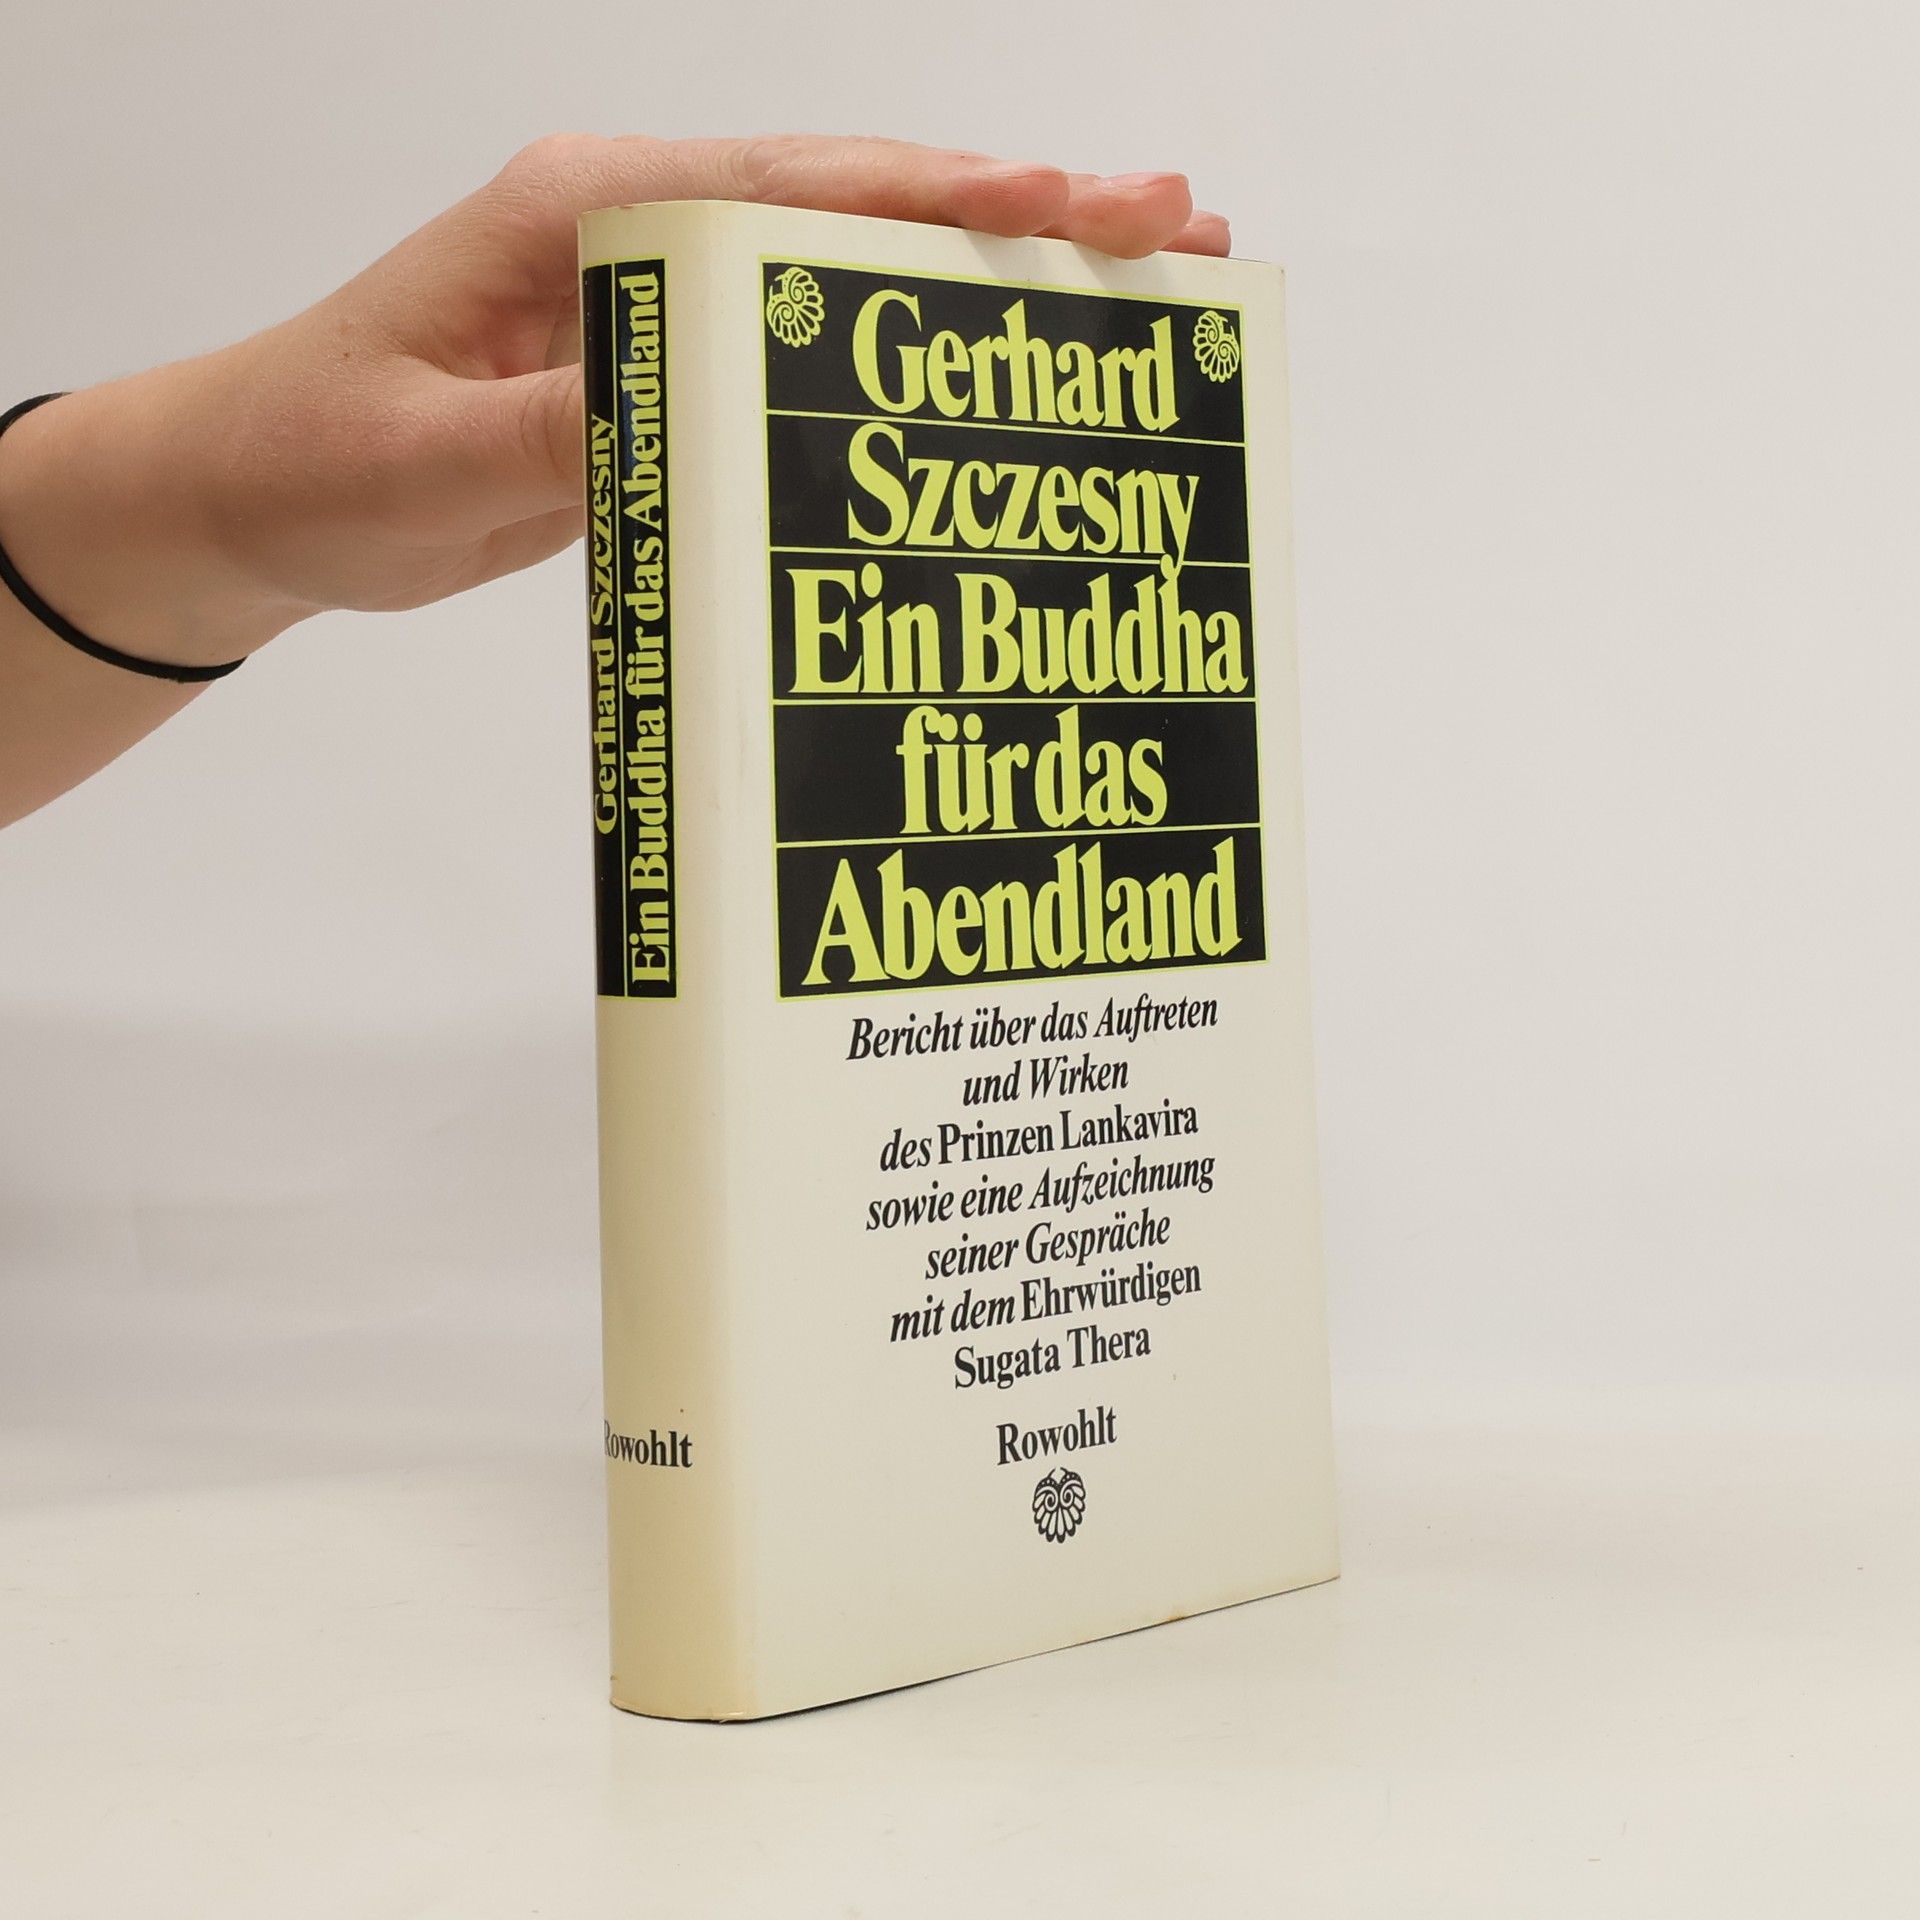 Gerhard Szczesny
Ein Buddha für das Abendland
Rowohlt
Gerhard
Szczesny
Ein Buddha
für das
Abendland
Bericht über das Auftreten
und Wirken
des Prinzen Lankavira
sowie eine Aufzeichnung
seiner Gespräche
mit dem Ehrwürdigen
Sugata Thera
Rowohlt